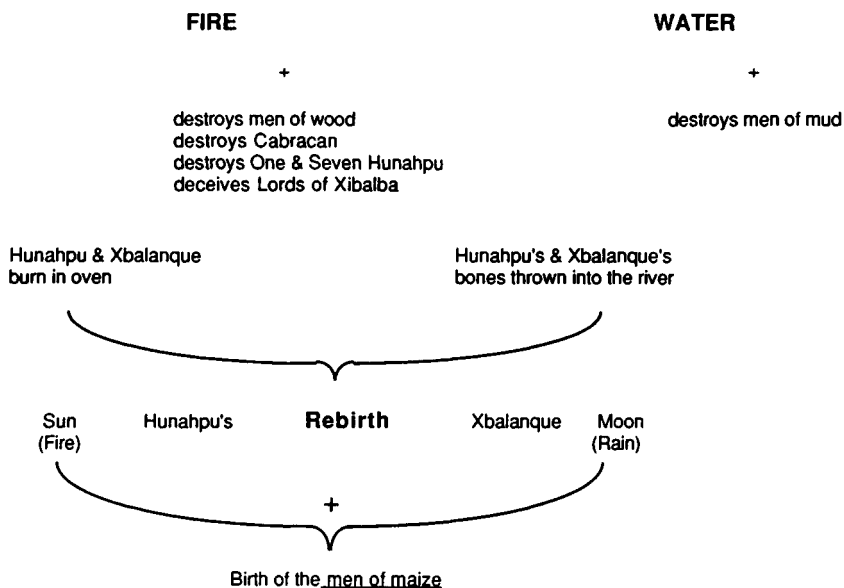 FIRE
WATER
+
+
destroys men of wood
destroys Cabracan
destroys One & Seven Hunahpu
deceives Lords of Xibalba
destroys men of mud
Hunahpu & Xbalanque
burn in oven
Hunahpu's & Xbalanque's
bones thrown into the river
Sun
(Fire)
Hunahpu's
Rebirth
Xbalanque
Moon
(Rain)
+
Birth of the men of maize